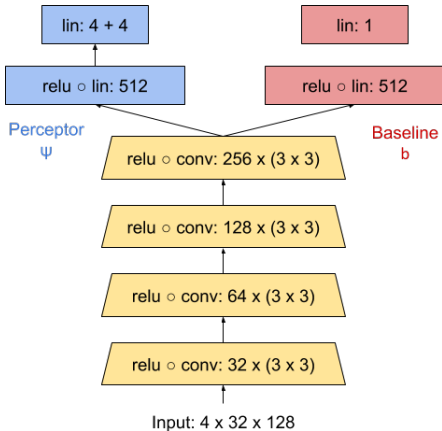 lin: 4 + 4
lin: 1
relu ○ lin: 512
relu ○ lin: 512
Perceptor
ψ
Baseline
b
relu ○ conv: 256 x (3 x 3)
relu ○ conv: 128 x (3 x 3)
relu ○ conv: 64 x (3 x 3)
relu ○ conv: 32 x (3 x 3)
Input: 4 x 32 x 128